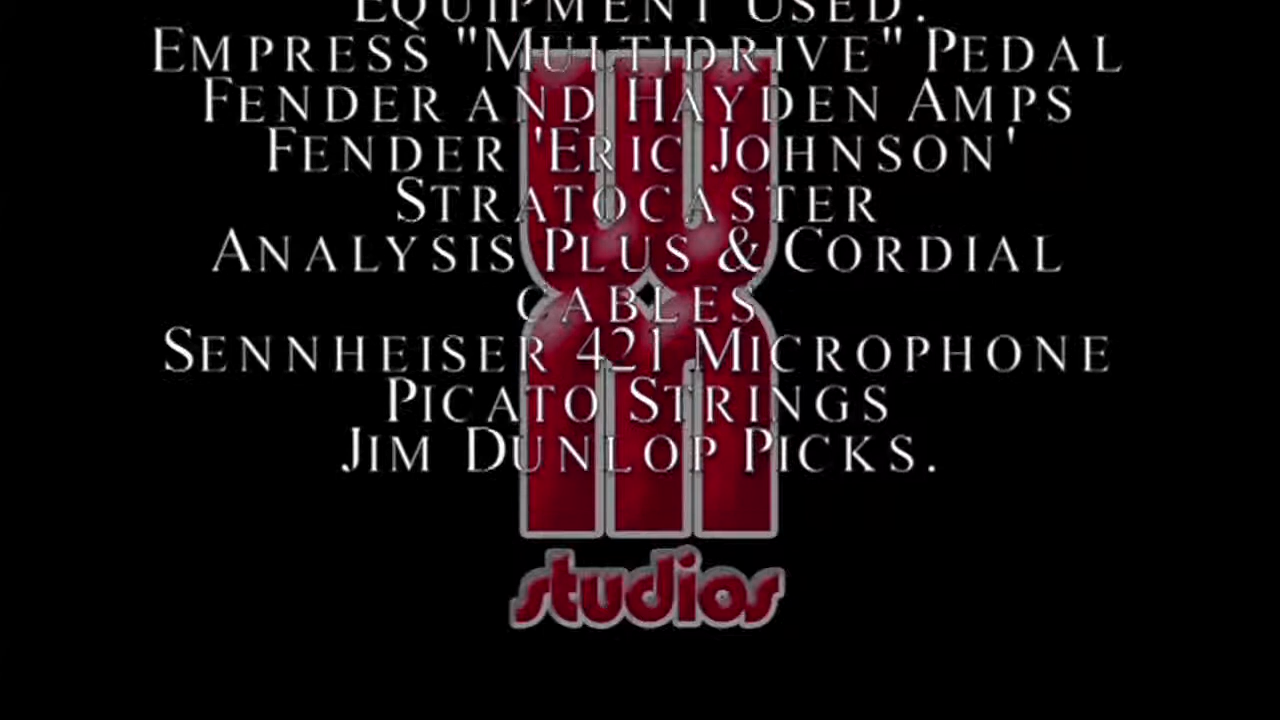 EQUIPMENT USED:
EMPRESS "MULTIDRIVE" PEDAL
FENDER AND HAYDEN AMPS
FENDER 'ERIC JOHNSON'
STRATOCASTER
ANALYSIS PLUS & CORDIAL
CABLES
SENNHEISER 421 MICROPHONE
PICATO STRINGS
JIM DUNLOP PICKS.
studios